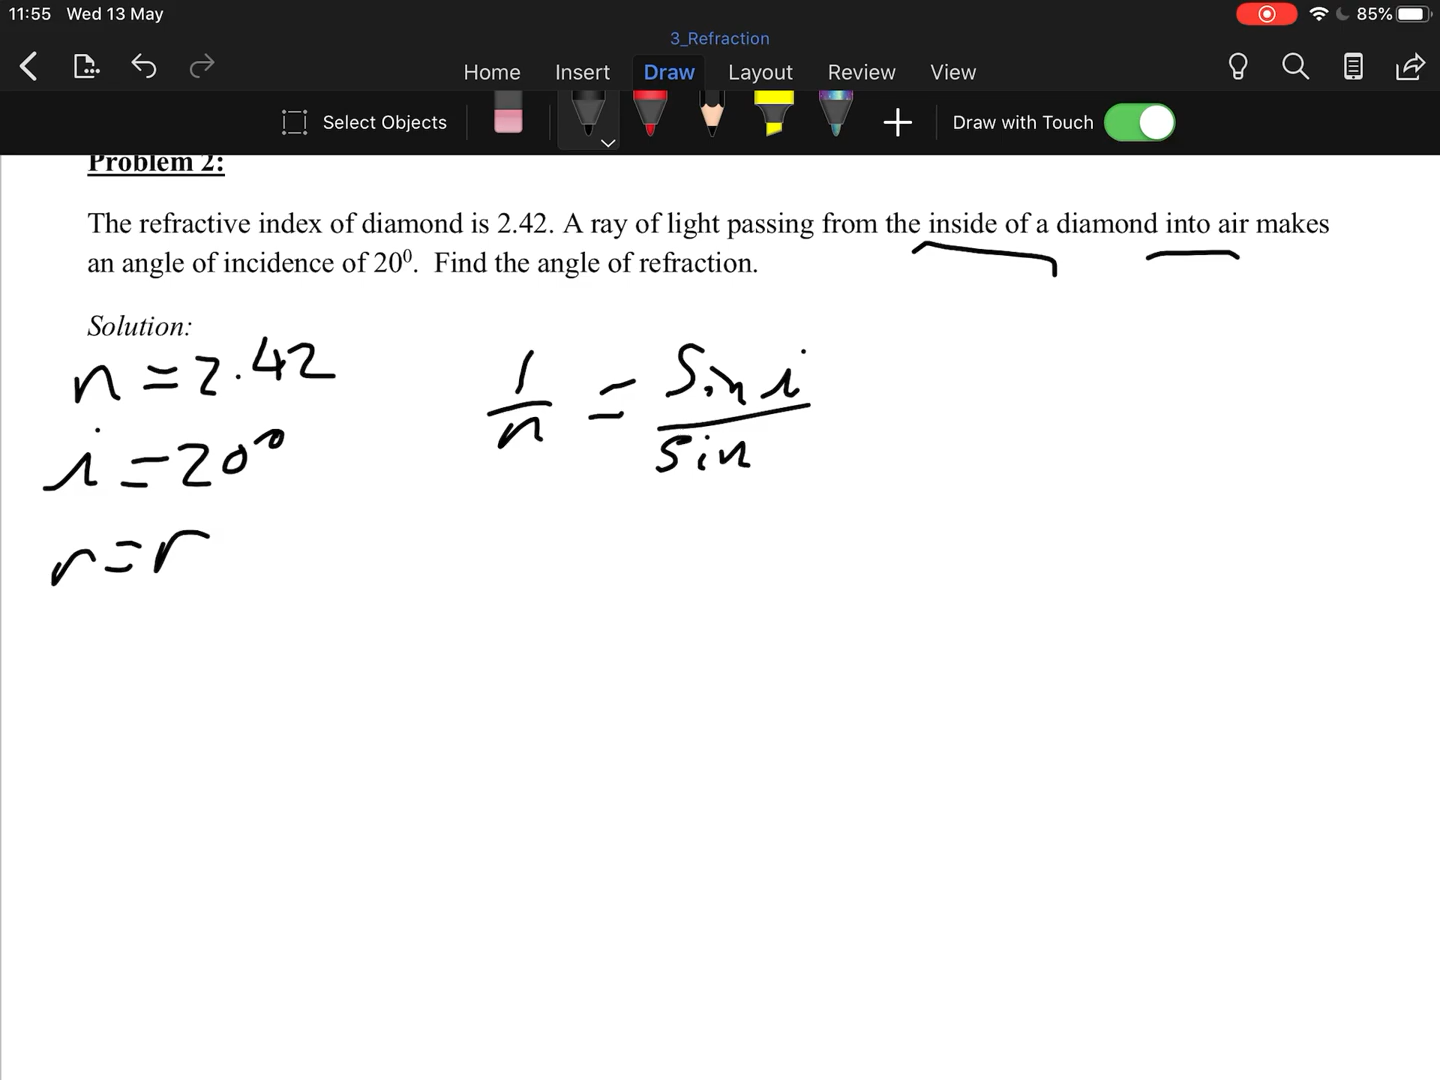 11:55 Wed 13 May 85%
3_Refraction
Home Insert Draw Layout Review View
Select Objects Draw with Touch
Problem 2:
The refractive index of diamond is 2.42. A ray of light passing from the inside of a diamond into air makes
an angle of incidence of 20⁰. Find the angle of refraction.
Solution:
n = 2.42
i = 20°
r = r
1/n = Sin i/sin